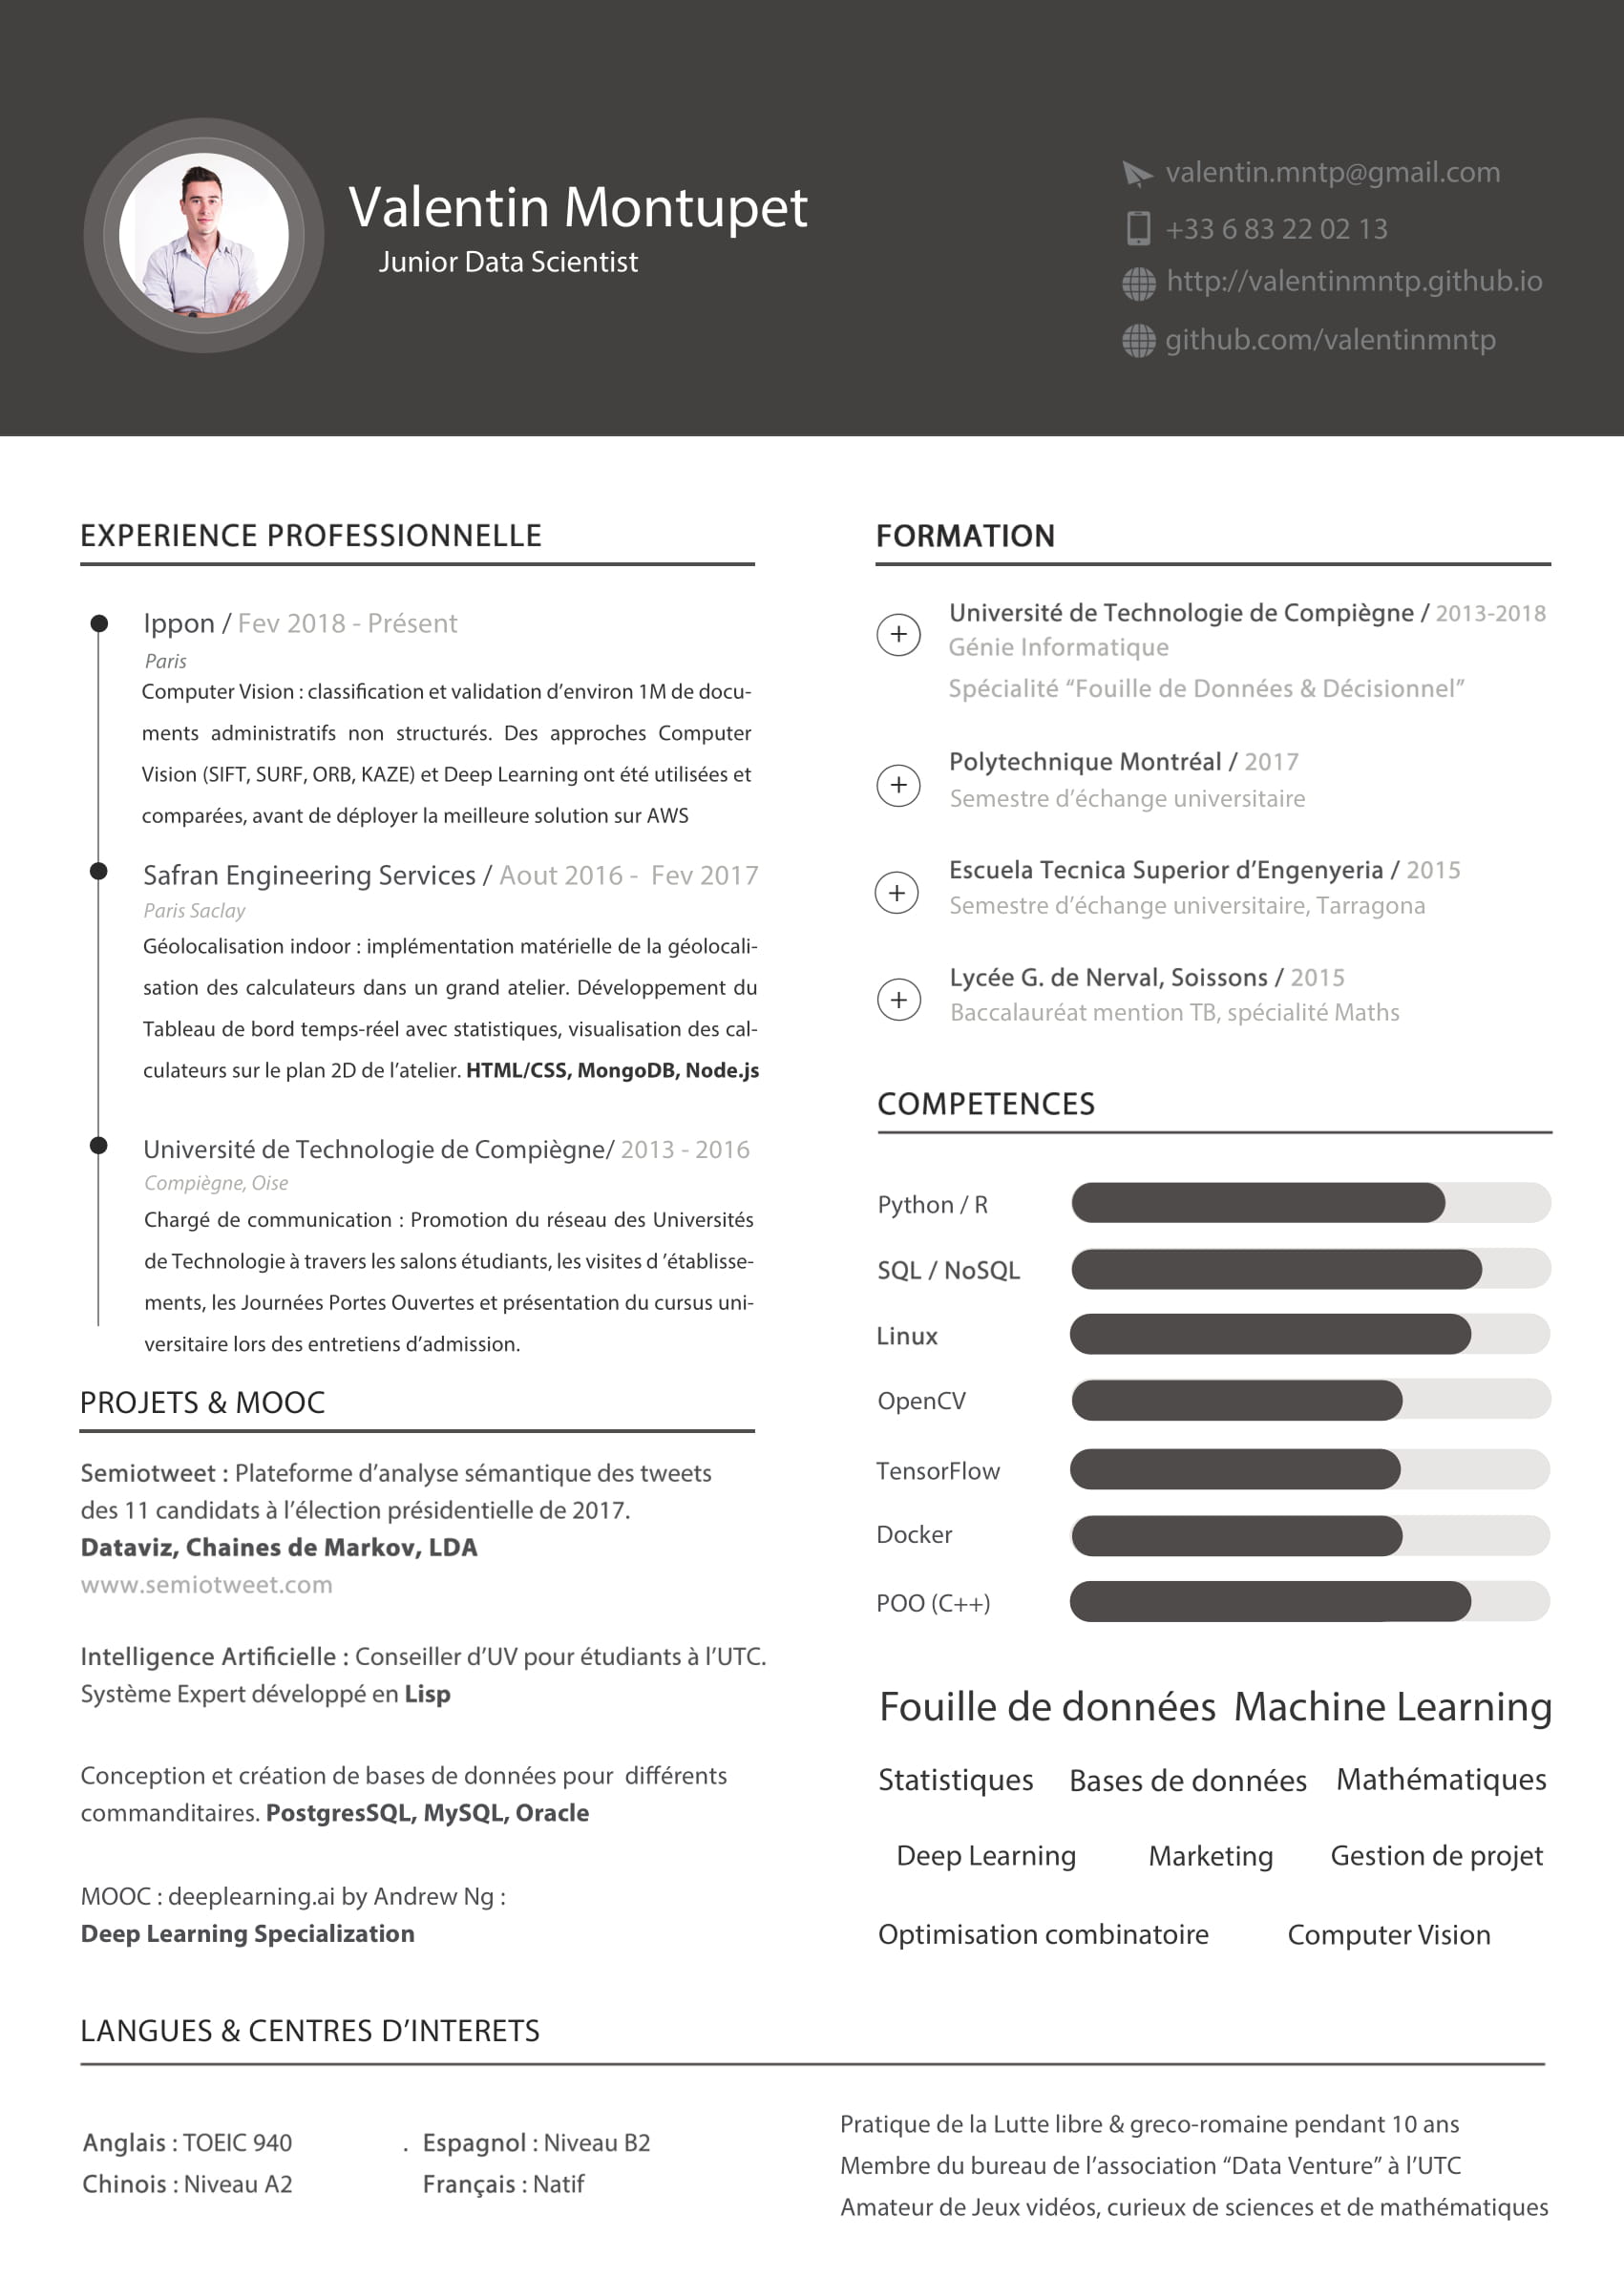 Valentin Montupet
Junior Data Scientist
valentin.mntp@gmail.com
+33 6 83 22 02 13
http://valentinmntp.github.io
github.com/valentinmntp
EXPERIENCE PROFESSIONNELLE
Ippon / Fev 2018 - Présent
Paris
Computer Vision : classification et validation d’environ 1M de docu-
ments administratifs non structurés. Des approches Computer
Vision (SIFT, SURF, ORB, KAZE) et Deep Learning ont été utilisées et
comparées, avant de déployer la meilleure solution sur AWS
Safran Engineering Services / Aout 2016 - Fev 2017
Paris Saclay
Géolocalisation indoor : implémentation matérielle de la géolocali-
sation des calculateurs dans un grand atelier. Développement du
Tableau de bord temps-réel avec statistiques, visualisation des cal-
culateurs sur le plan 2D de l’atelier. HTML/CSS, MongoDB, Node.js
Université de Technologie de Compiègne/ 2013 - 2016
Compiègne, Oise
Chargé de communication : Promotion du réseau des Universités
de Technologie à travers les salons étudiants, les visites d ’établisse-
ments, les Journées Portes Ouvertes et présentation du cursus uni-
versitaire lors des entretiens d’admission.
PROJETS & MOOC
Semiotweet : Plateforme d’analyse sémantique des tweets
des 11 candidats à l’élection présidentielle de 2017.
Dataviz, Chaines de Markov, LDA
www.semiotweet.com
Intelligence Artificielle : Conseiller d’UV pour étudiants à l’UTC.
Système Expert développé en Lisp
Conception et création de bases de données pour différents
commanditaires. PostgresSQL, MySQL, Oracle
MOOC : deeplearning.ai by Andrew Ng :
Deep Learning Specialization
FORMATION
Université de Technologie de Compiègne / 2013-2018
Génie Informatique
Spécialité “Fouille de Données & Décisionnel”
Polytechnique Montréal / 2017
Semestre d’échange universitaire
Escuela Tecnica Superior d’Engenyeria / 2015
Semestre d’échange universitaire, Tarragona
Lycée G. de Nerval, Soissons / 2015
Baccalauréat mention TB, spécialité Maths
COMPETENCES
Python / R
SQL / NoSQL
Linux
OpenCV
TensorFlow
Docker
POO (C++)
Fouille de données Machine Learning
Statistiques Bases de données Mathématiques
Deep Learning Marketing Gestion de projet
Optimisation combinatoire Computer Vision
LANGUES & CENTRES D’INTERETS
Anglais : TOEIC 940 . Espagnol : Niveau B2
Chinois : Niveau A2 Français : Natif
Pratique de la Lutte libre & greco-romaine pendant 10 ans
Membre du bureau de l’association “Data Venture” à l’UTC
Amateur de Jeux vidéos, curieux de sciences et de mathématiques